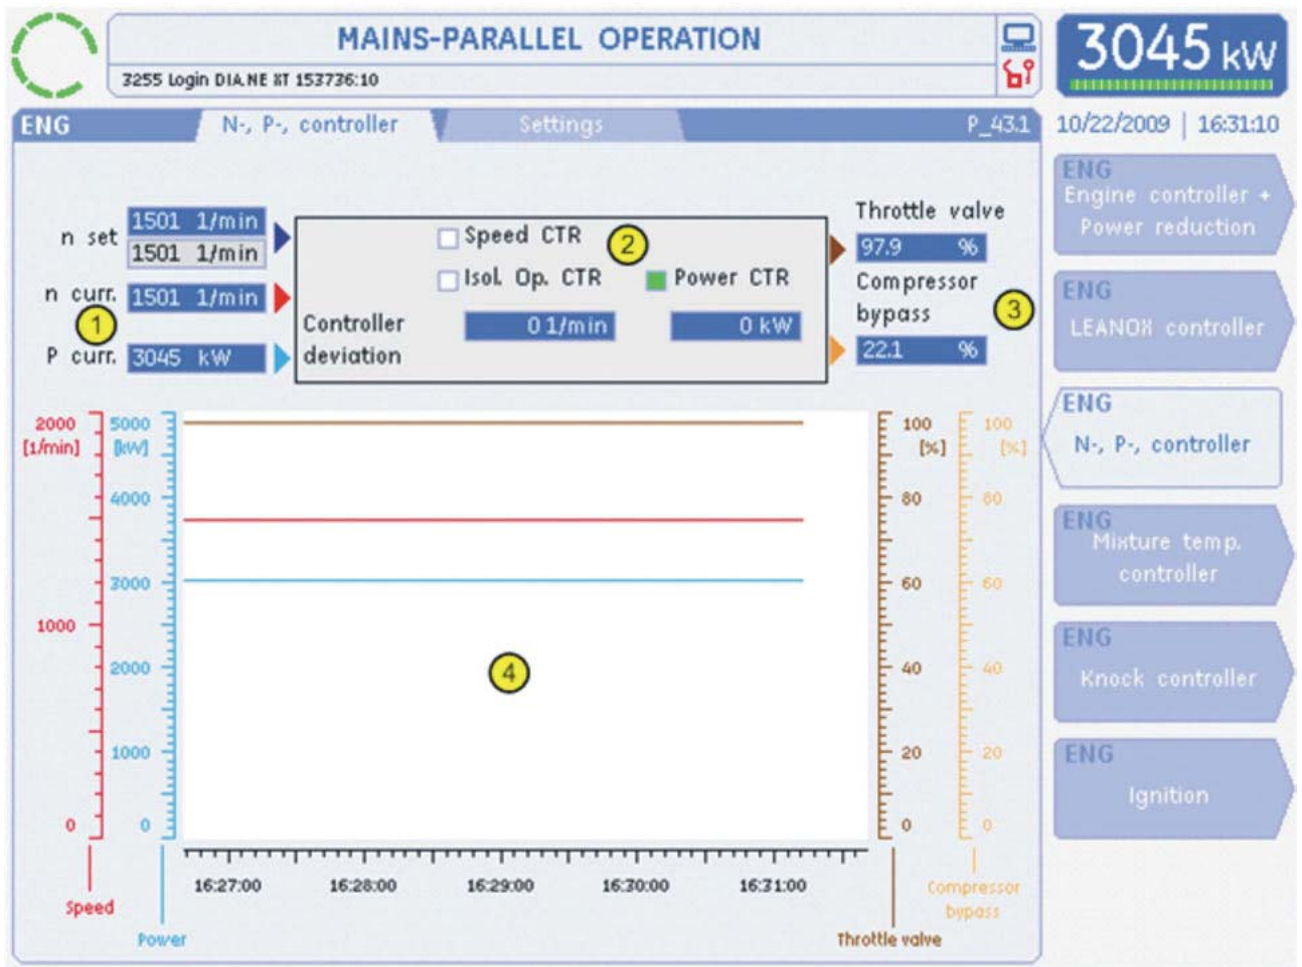 MAINS-PARALLEL OPERATION
3255 Login DIA.NE XT 153736:10
3045 kW
ENG
N-, P-, controller
Settings
P_43.1
10/22/2009 | 16:31:10
n set
1501 1/min
1501 1/min
n curr.
1501 1/min
1
P curr.
3045 kW
Speed CTR
2
Isol. Op. CTR
Power CTR
Controller
deviation
0 1/min
0 kW
Throttle valve
97.9 %
Compressor
bypass
3
22.1 %
ENG
Engine controller +
Power reduction
ENG
LEANOX controller
ENG
N-, P-, controller
ENG
Mixture temp.
controller
ENG
Knock controller
ENG
Ignition
2000
[1/min]
1000
0
Speed
5000
[kW]
4000
3000
2000
1000
0
Power
4
100
[%]
80
60
40
20
0
Throttle valve
100
[%]
80
60
40
20
0
Compressor
bypass
16:27:00 16:28:00 16:29:00 16:30:00 16:31:00